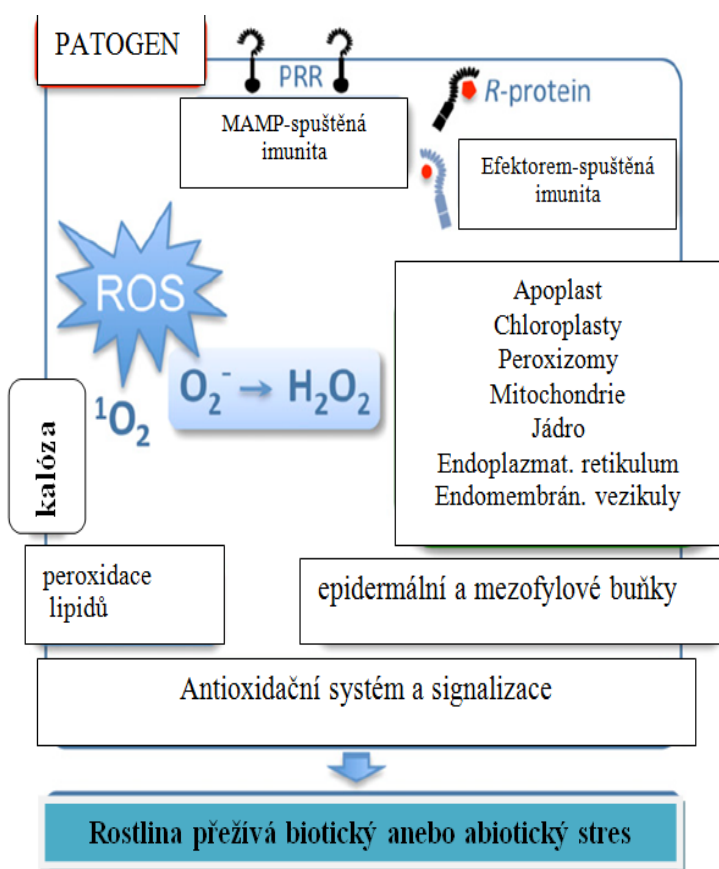 PATOGEN
PRR
R-protein
MAMP-spuštěná
imunita
Efektorem-spuštěná
imunita
ROS
O₂⁻ → H₂O₂
¹O₂
Apoplast
Chloroplasty
Peroxizomy
Mitochondrie
Jádro
Endoplazmat. retikulum
Endomembrán. vezikuly
kalóza
peroxidace
lipidů
epidermální a mezofylové buňky
Antioxidační systém a signalizace
Rostlina přežívá biotický anebo abiotický stres